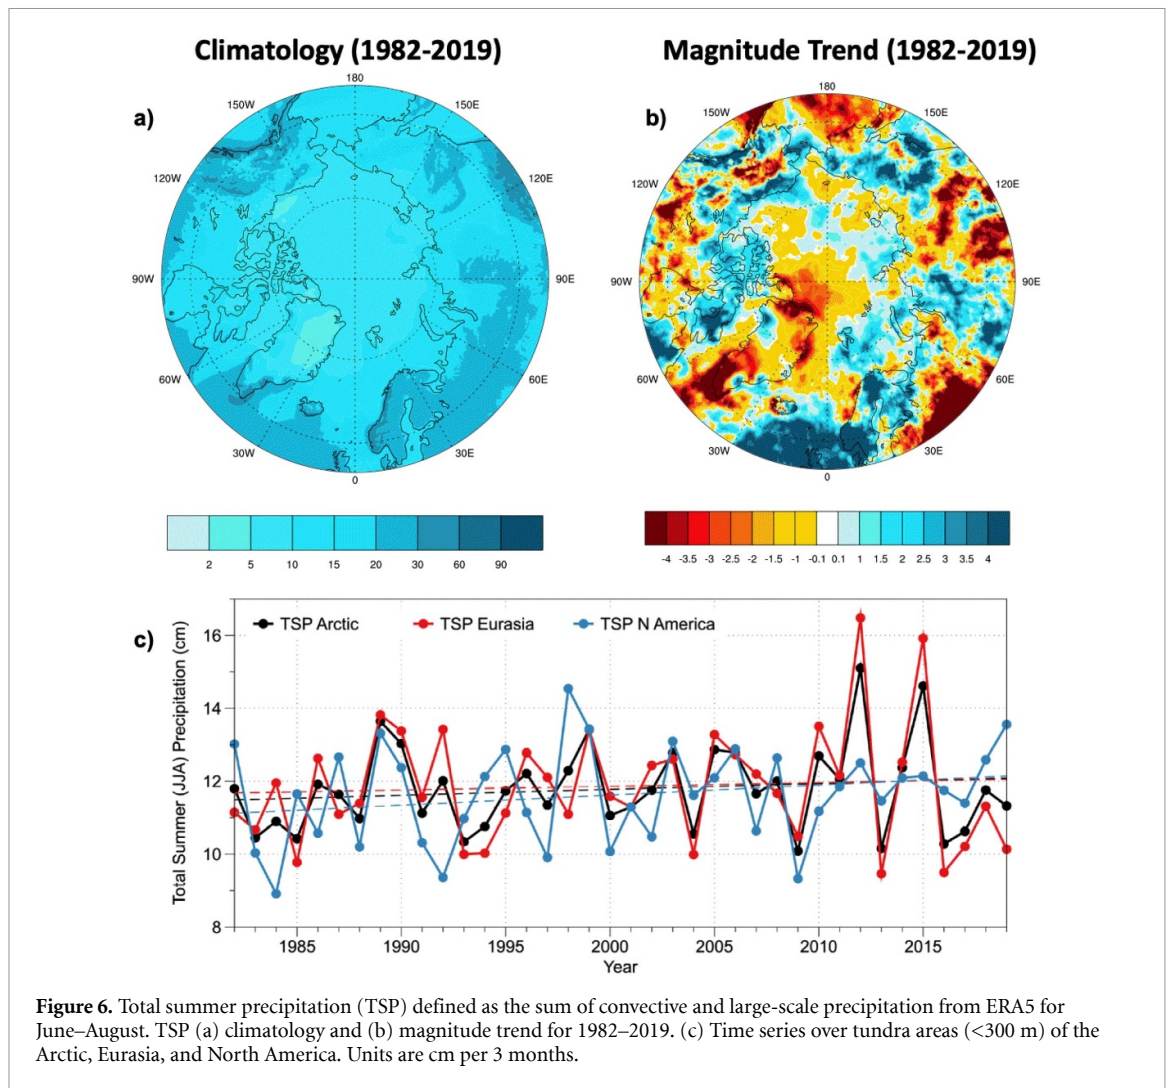 Climatology (1982-2019)
Magnitude Trend (1982-2019)
a)
180
150W
150E
120W
120E
90W
90E
60W
60E
30W
30E
0
2 5 10 15 20 30 60 90
b)
180
150W
150E
120W
120E
90W
90E
60W
60E
30W
30E
0
-4 -3.5 -3 -2.5 -2 -1.5 -1 -0.1 0.1 1 1.5 2 2.5 3 3.5 4
c)
TSP Arctic TSP Eurasia TSP N America
Total Summer (JJA) Precipitation (cm)
16
14
12
10
8
1985 1990 1995 2000 2005 2010 2015
Year
Figure 6. Total summer precipitation (TSP) defined as the sum of convective and large-scale precipitation from ERA5 for
June–August. TSP (a) climatology and (b) magnitude trend for 1982–2019. (c) Time series over tundra areas (<300 m) of the
Arctic, Eurasia, and North America. Units are cm per 3 months.